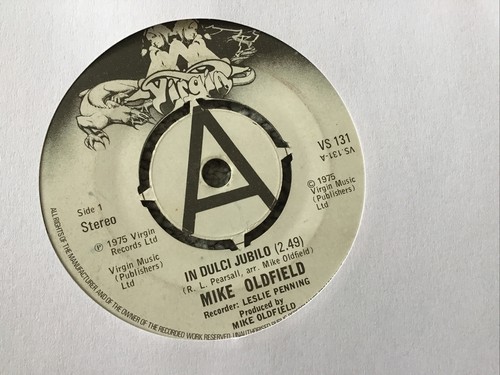 Virgin
A
VS 131
VS.131-A
Side 1
Stereo
℗ 1975 Virgin
Records Ltd
Virgin Music
(Publishers)
Ltd
© 1975
Virgin Music
(Publishers)
Ltd
IN DULCI JUBILO (2.49)
(R. L. Pearsall, arr. Mike Oldfield)
MIKE OLDFIELD
Recorder: LESLIE PENNING
Produced by
MIKE OLDFIELD
ALL RIGHTS OF THE MANUFACTURER AND OF THE OWNER OF THE RECORDED WORK RESERVED. UNAUTHORISED